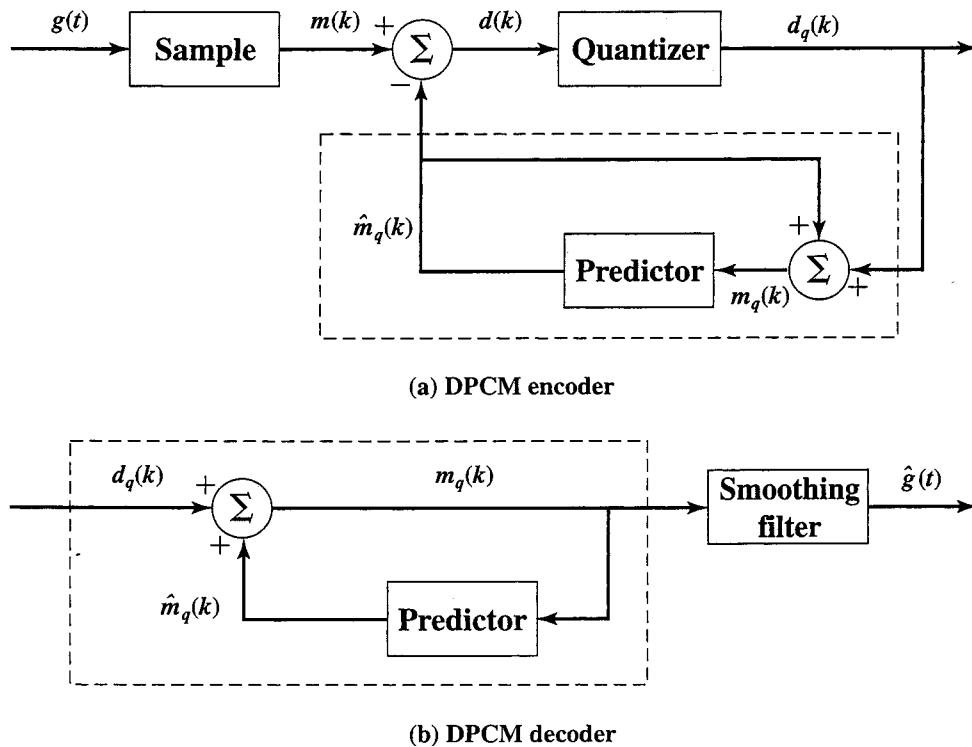 g(t)
Sample
m(k)
+
Σ
−
d(k)
Quantizer
d_q(k)
m̂_q(k)
Predictor
m_q(k)
+
Σ
+
(a) DPCM encoder
d_q(k)
+
Σ
+
m_q(k)
Smoothing
filter
ĝ(t)
m̂_q(k)
Predictor
(b) DPCM decoder